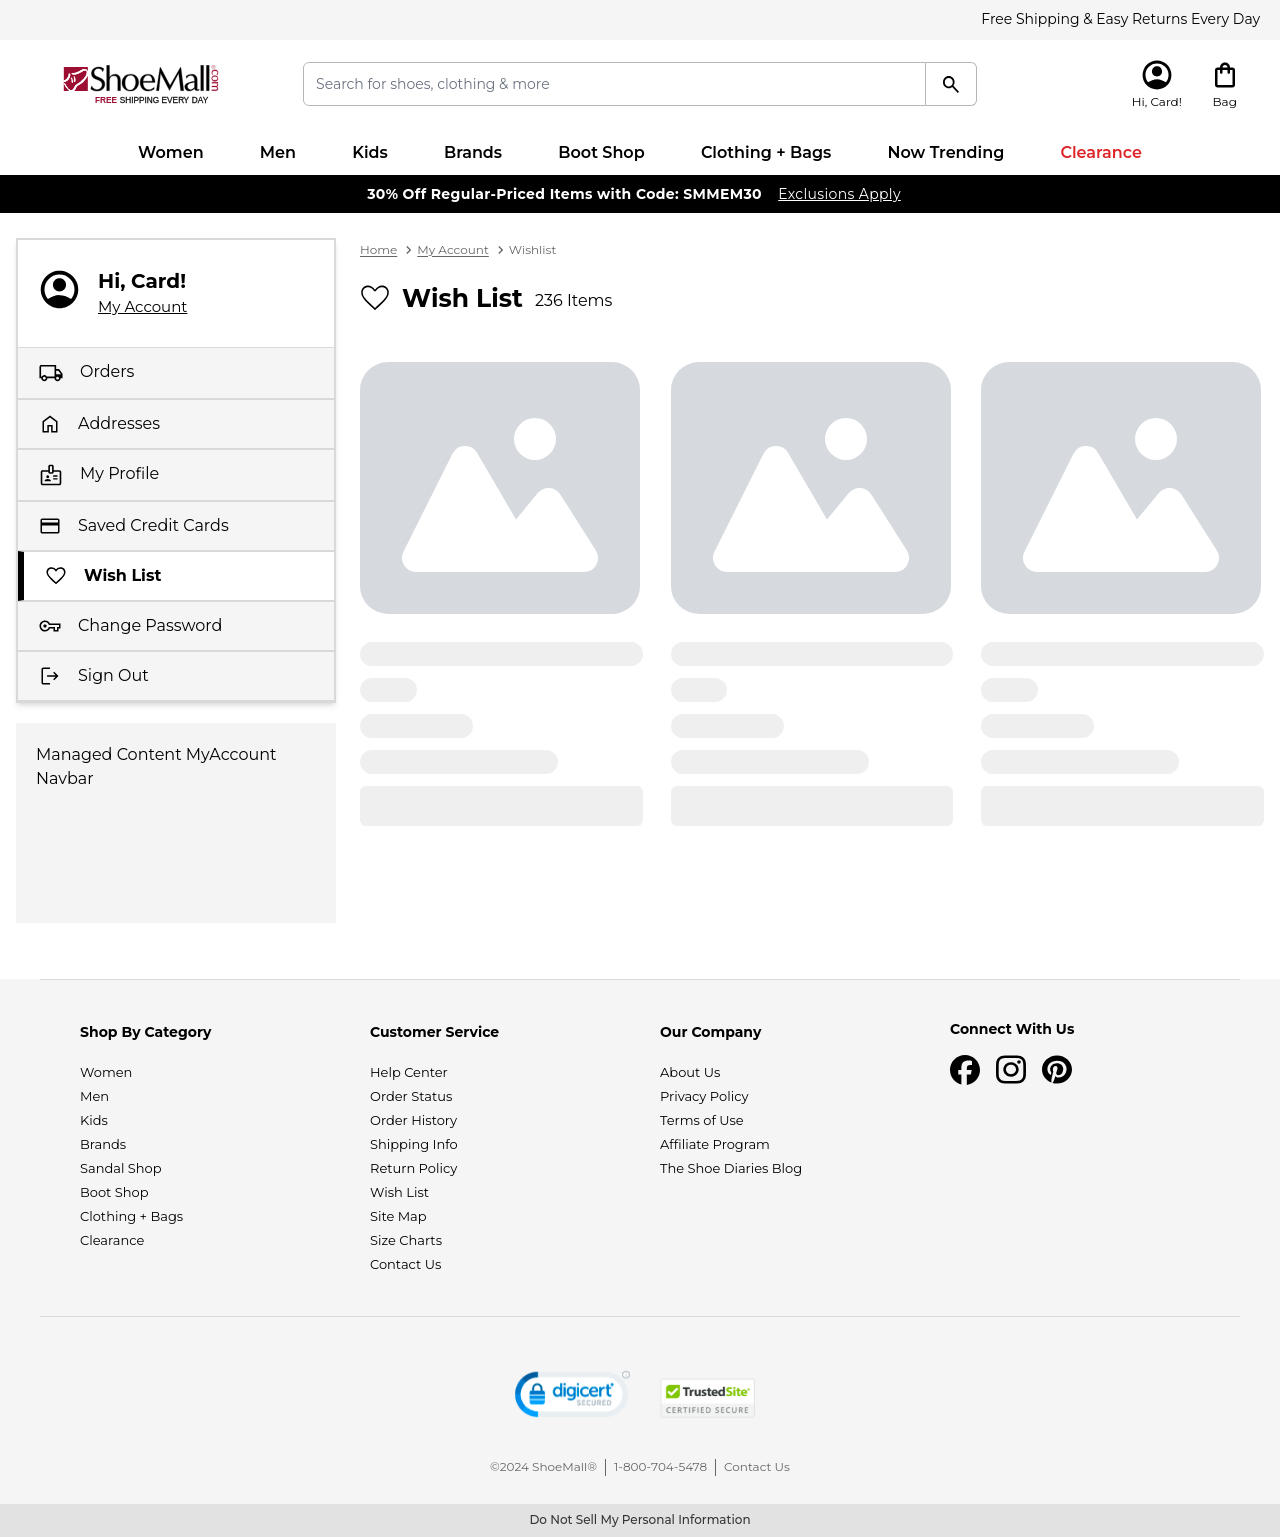 Free Shipping & Easy Returns Every Day
ShoeMall.com
FREE SHIPPING EVERY DAY
Search for shoes, clothing & more
Hi, Card!
Bag
Women Men Kids Brands Boot Shop Clothing + Bags Now Trending Clearance
30% Off Regular-Priced Items with Code: SMMEM30 Exclusions Apply
Hi, Card!
My Account
Orders
Addresses
My Profile
Saved Credit Cards
Wish List
Change Password
Sign Out
Managed Content MyAccount
Navbar
Home > My Account > Wishlist
Wish List 236 Items
Shop By Category
Women
Men
Kids
Brands
Sandal Shop
Boot Shop
Clothing + Bags
Clearance
Customer Service
Help Center
Order Status
Order History
Shipping Info
Return Policy
Wish List
Site Map
Size Charts
Contact Us
Our Company
About Us
Privacy Policy
Terms of Use
Affiliate Program
The Shoe Diaries Blog
Connect With Us
digicert
SECURED
TrustedSite
CERTIFIED SECURE
©2024 ShoeMall® | 1-800-704-5478 | Contact Us
Do Not Sell My Personal Information